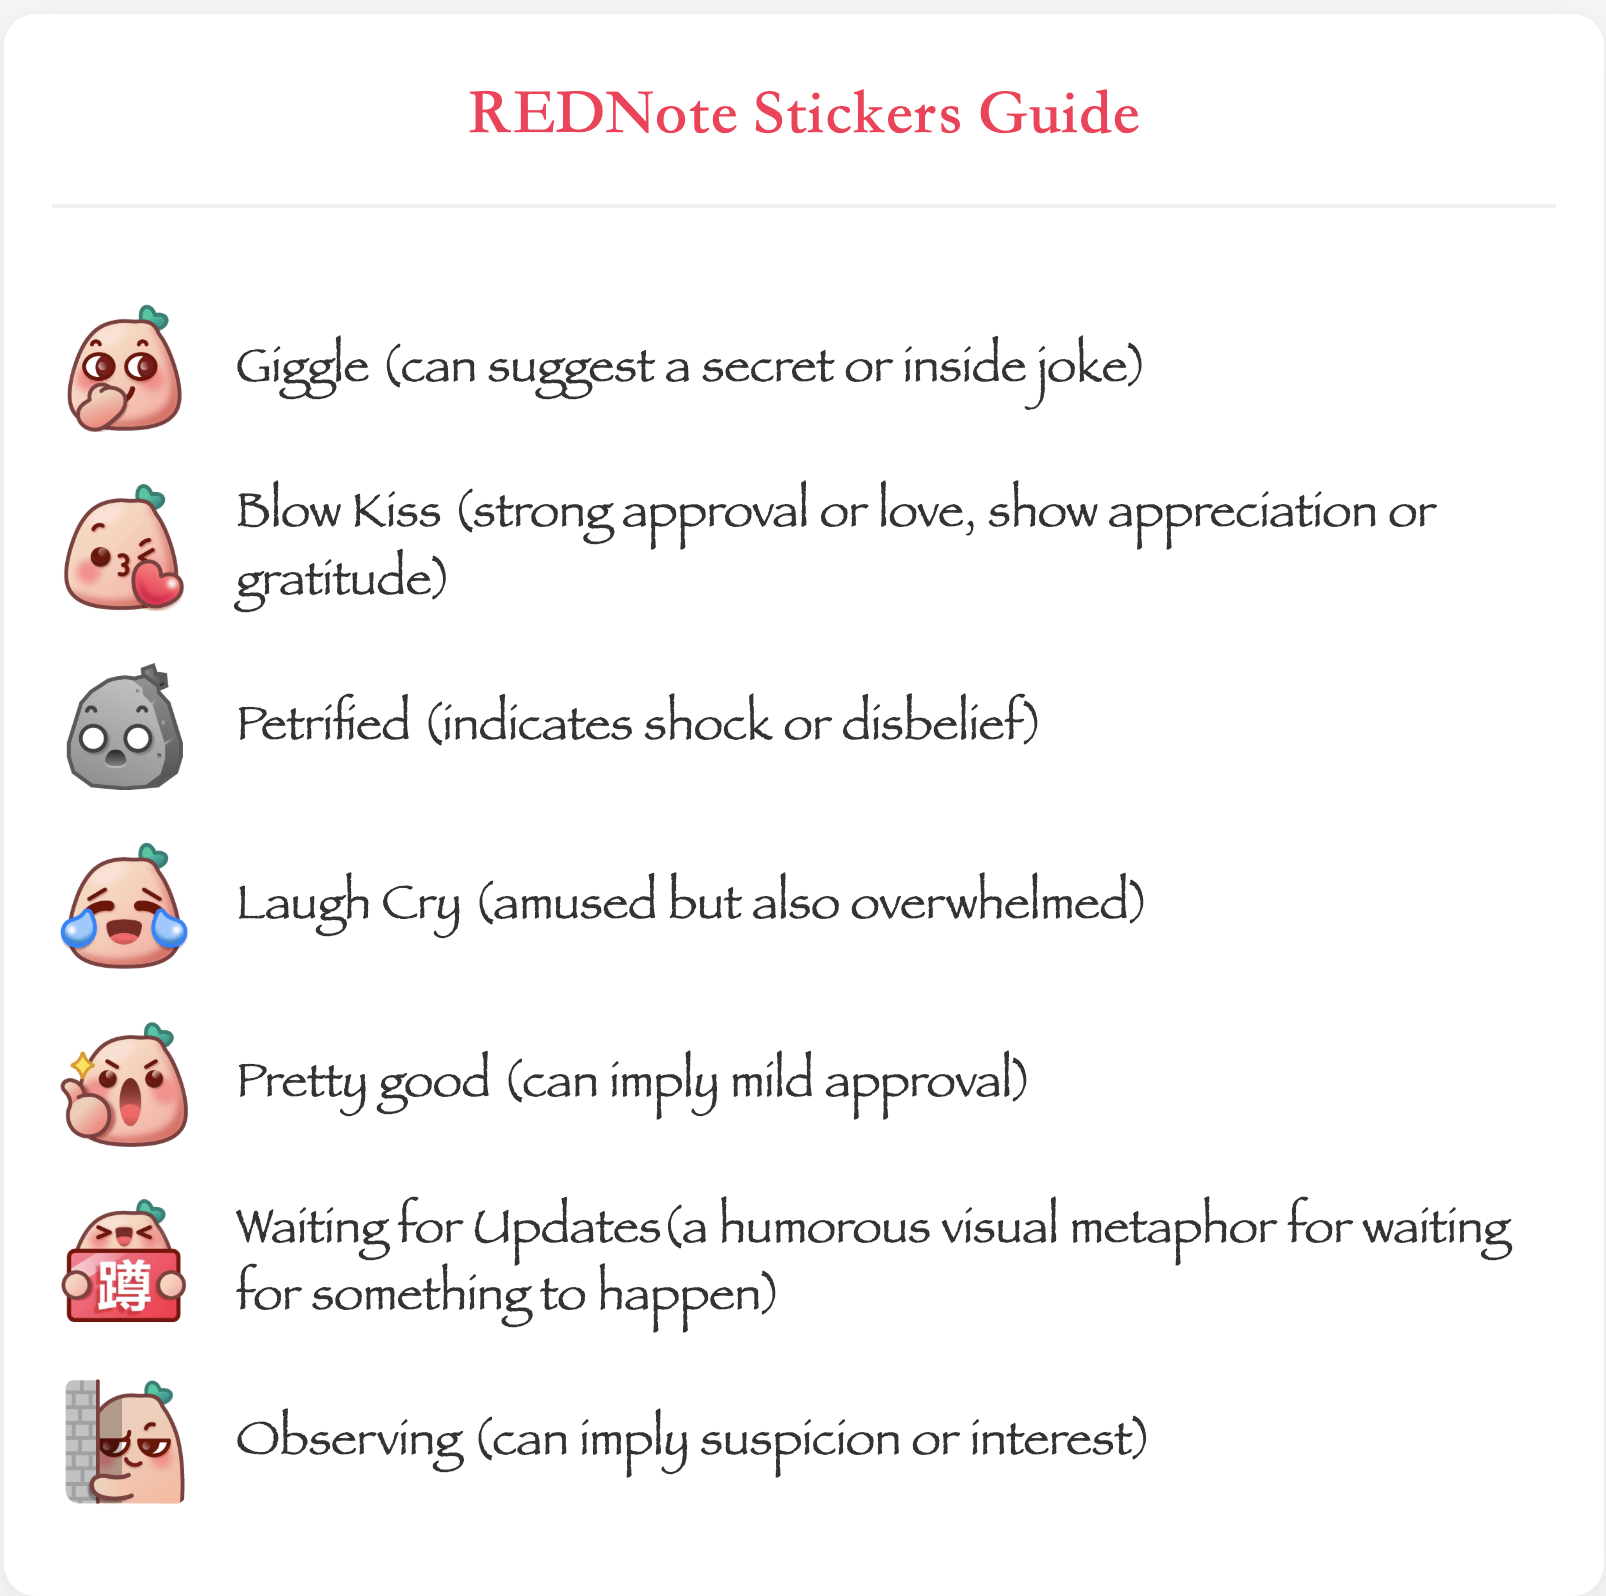 REDNote Stickers Guide
Giggle (can suggest a secret or inside joke)
Blow Kiss (strong approval or love, show appreciation or
gratitude)
Petrified (indicates shock or disbelief)
Laugh Cry (amused but also overwhelmed)
Pretty good (can imply mild approval)
Waiting for Updates(a humorous visual metaphor for waiting
for something to happen)
蹲
Observing (can imply suspicion or interest)